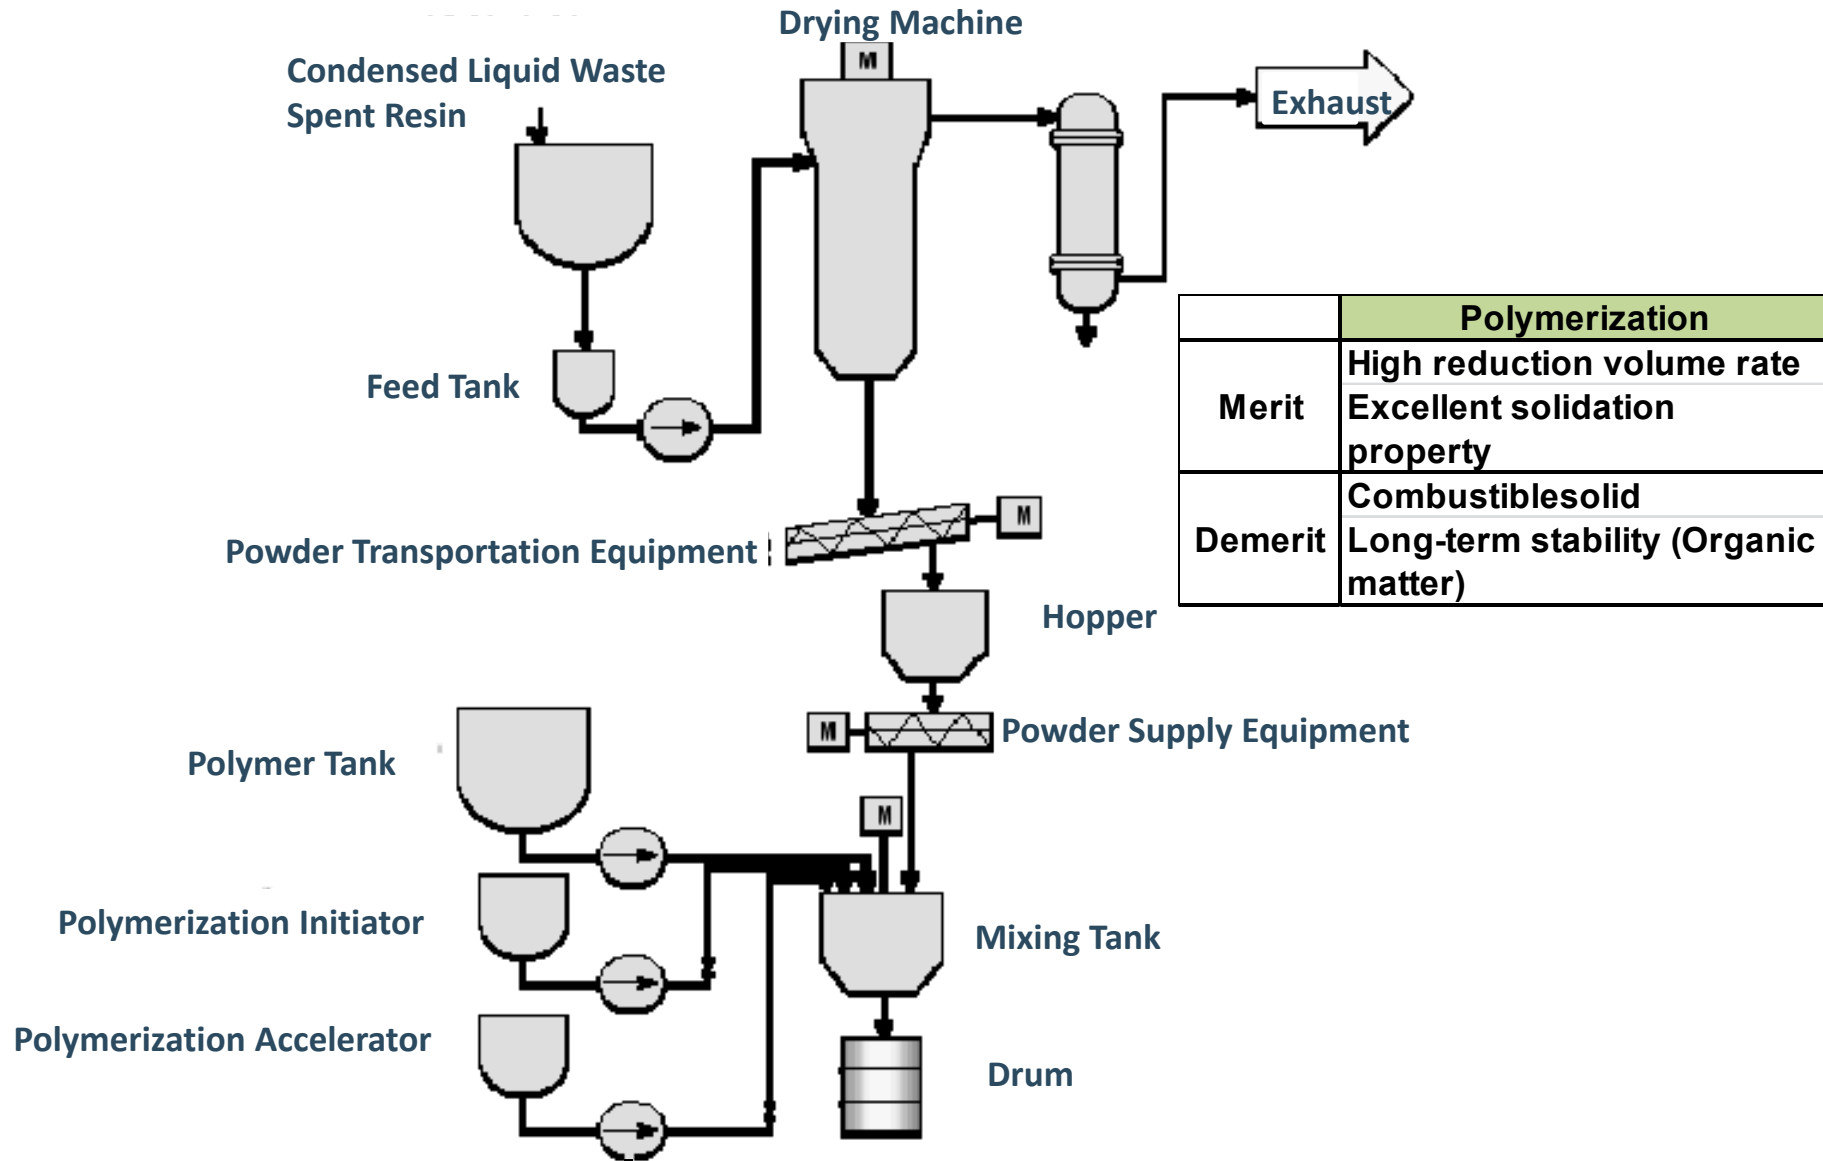 Drying Machine
M
Condensed Liquid Waste
Spent Resin
Exhaust
Feed Tank
Polymerization
Merit
High reduction volume rate
Excellent solidation
property
Demerit
Combustiblesolid
Long-term stability (Organic
matter)
M
Powder Transportation Equipment
Hopper
M
Powder Supply Equipment
Polymer Tank
M
Polymerization Initiator
Mixing Tank
Polymerization Accelerator
Drum